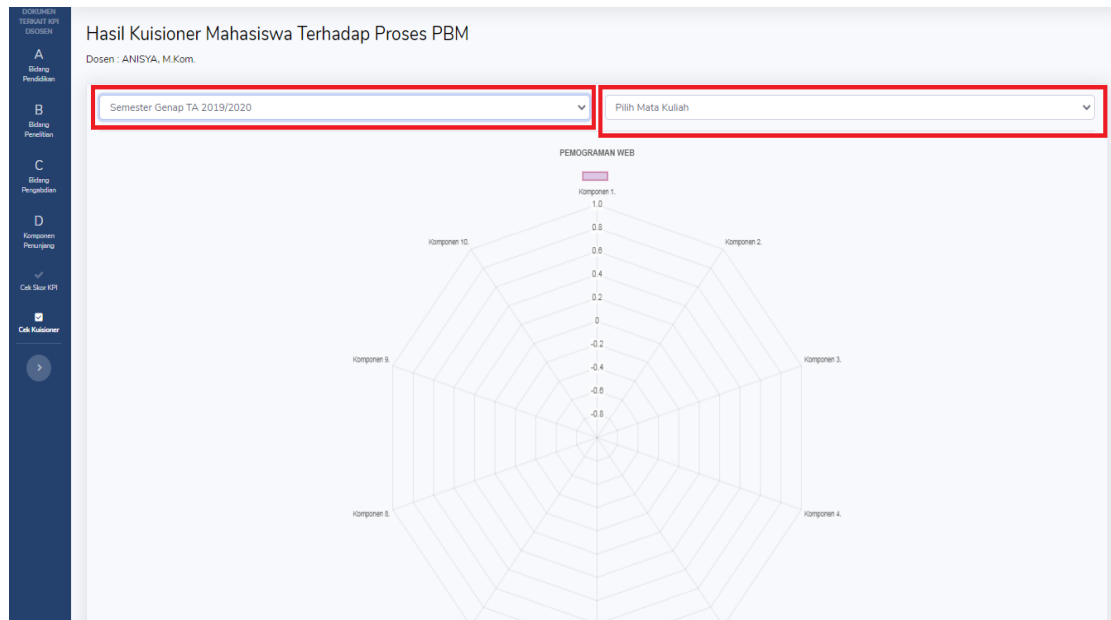 DOKUMEN
TERKAIT KPI
DSOSEN
A
Bidang
Pendidikan
B
Bidang
Penelitian
C
Bidang
Pengabdian
D
Komponen
Penunjang
Cek Skor KPI
Cek Kuisioner
Hasil Kuisioner Mahasiswa Terhadap Proses PBM
Dosen : ANISYA, M.Kom.
Semester Genap TA 2019/2020
Pilih Mata Kuliah
PEMOGRAMAN WEB
Komponen 1.
1.0
0.8
Komponen 10.
Komponen 2.
0.6
0.4
0.2
0
-0.2
Komponen 9.
Komponen 3.
-0.4
-0.6
-0.8
Komponen 8.
Komponen 4.